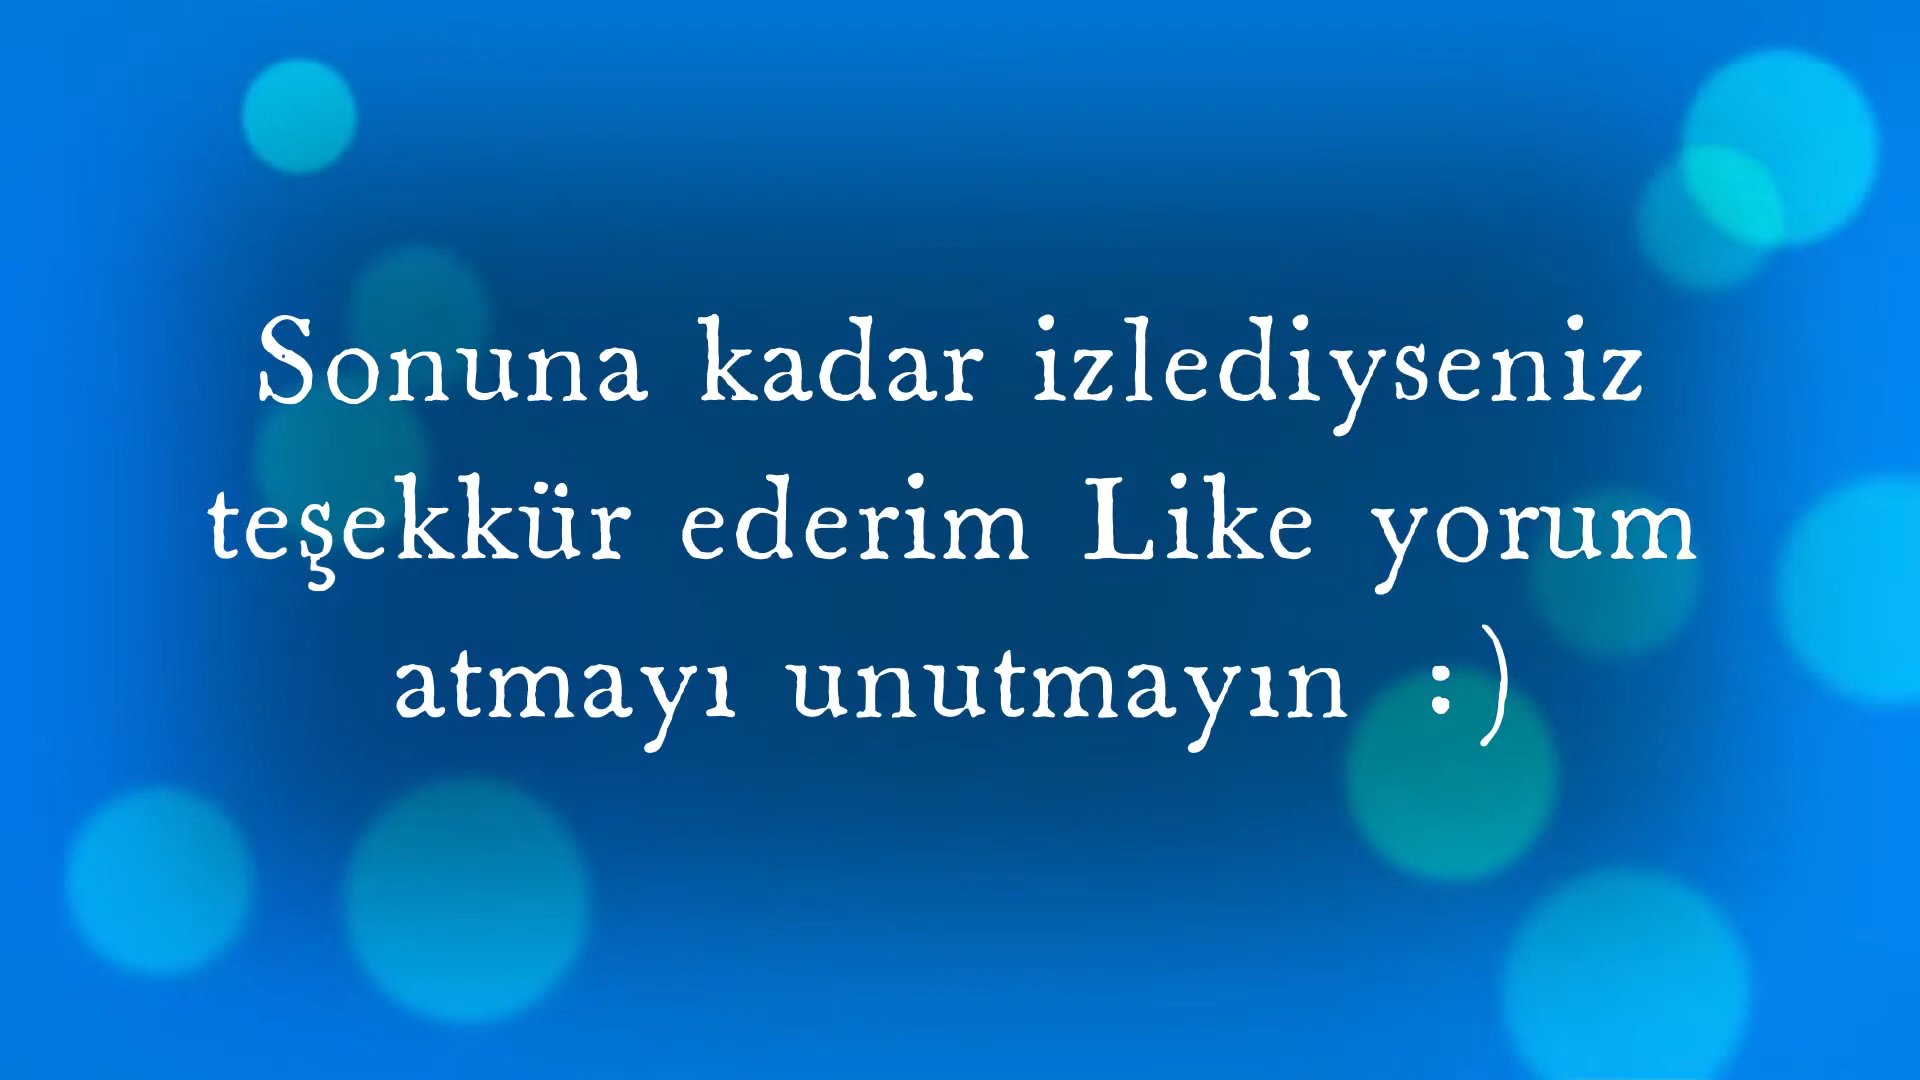 Sonuna kadar izlediyseniz
teşekkür ederim Like yorum
atmayı unutmayın :)